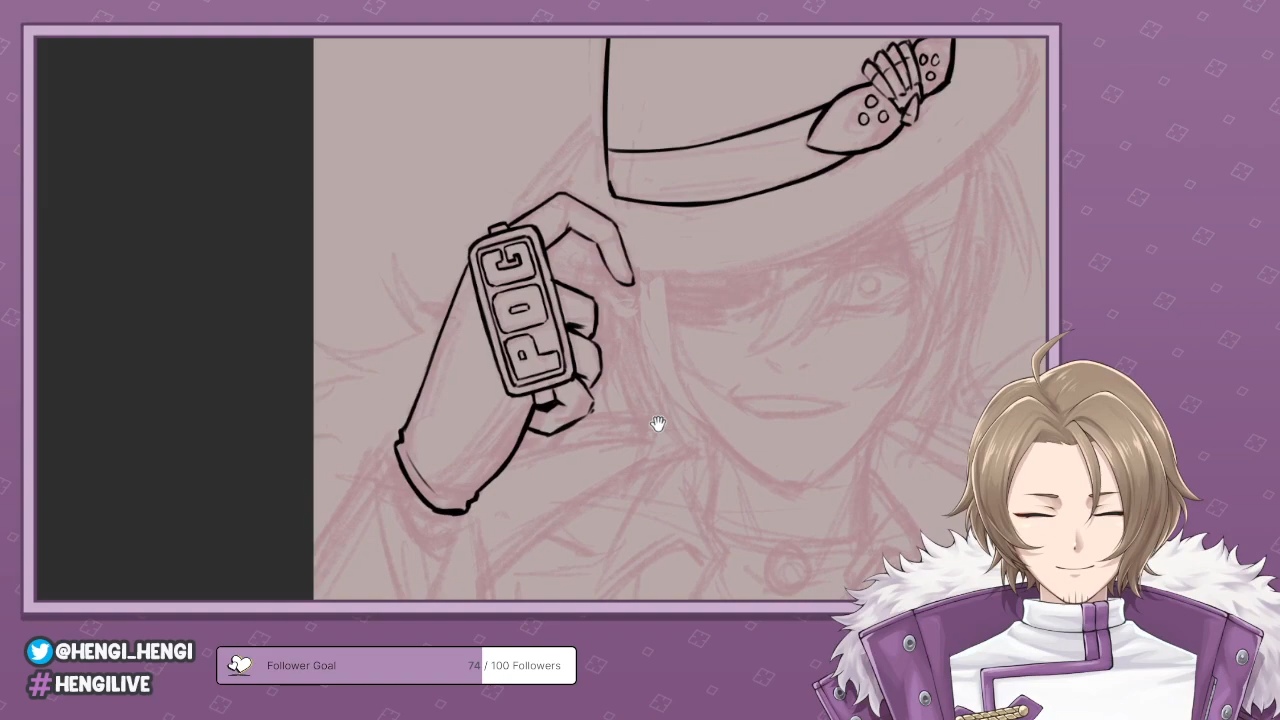 POG
@HENGI_HENGI
#HENGILIVE
Follower Goal
74 / 100 Followers